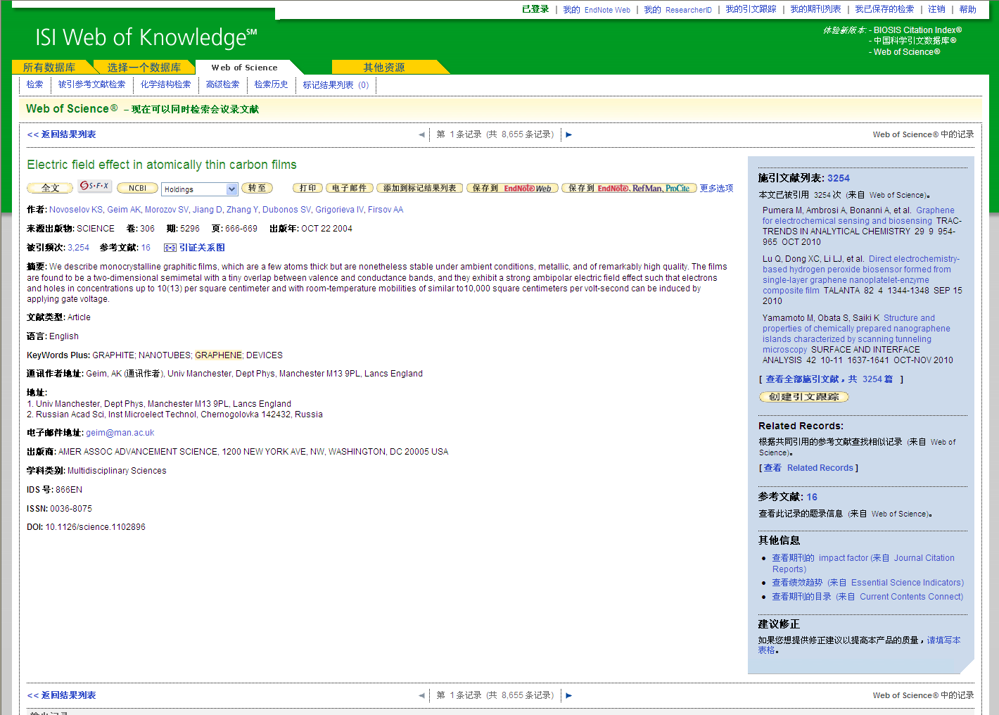 已登录 | 我的 EndNote Web | 我的 ResearcherID | 我的引文跟踪 | 我的期刊列表 | 我已保存的检索 | 注销 | 帮助
ISI Web of Knowledge℠
体验新版本: - BIOSIS Citation Index®
- 中国科学引文数据库®
- Web of Science®
所有数据库 选择一个数据库 Web of Science 其他资源
检索 被引参考文献检索 化学结构检索 高级检索 检索历史 标记结果列表 (0)
Web of Science® – 现在可以同时检索会议录文献
<< 返回结果列表 ◄ 第 1 条记录 (共 8,655 条记录) ► Web of Science® 中的记录
Electric field effect in atomically thin carbon films
全文 S·F·X NCBI Holdings 转至 打印 电子邮件 添加到标记结果列表 保存到 EndNote Web 保存到 EndNote, RefMan, ProCite 更多选项
作者: Novoselov KS, Geim AK, Morozov SV, Jiang D, Zhang Y, Dubonos SV, Grigorieva IV, Firsov AA
来源出版物: SCIENCE 卷: 306 期: 5296 页: 666-669 出版年: OCT 22 2004
被引频次: 3,254 参考文献: 16 引证关系图
摘要: We describe monocrystalline graphitic films, which are a few atoms thick but are nonetheless stable under ambient conditions, metallic, and of remarkably high quality. The films
are found to be a two-dimensional semimetal with a tiny overlap between valence and conductance bands, and they exhibit a strong ambipolar electric field effect such that electrons
and holes in concentrations up to 10(13) per square centimeter and with room-temperature mobilities of similar to10,000 square centimeters per volt-second can be induced by
applying gate voltage.
文献类型: Article
语言: English
KeyWords Plus: GRAPHITE; NANOTUBES; GRAPHENE; DEVICES
通讯作者地址: Geim, AK (通讯作者), Univ Manchester, Dept Phys, Manchester M13 9PL, Lancs England
地址:
1. Univ Manchester, Dept Phys, Manchester M13 9PL, Lancs England
2. Russian Acad Sci, Inst Microelect Technol, Chernogolovka 142432, Russia
电子邮件地址: geim@man.ac.uk
出版商: AMER ASSOC ADVANCEMENT SCIENCE, 1200 NEW YORK AVE, NW, WASHINGTON, DC 20005 USA
学科类别: Multidisciplinary Sciences
IDS 号: 866EN
ISSN: 0036-8075
DOI: 10.1126/science.1102896
施引文献列表: 3254
本文已被引用 3254 次 (来自 Web of Science)。
Pumera M, Ambrosi A, Bonanni A, et al. Graphene
for electrochemical sensing and biosensing TRAC-
TRENDS IN ANALYTICAL CHEMISTRY 29 9 954-
965 OCT 2010
Lu Q, Dong XC, Li LJ, et al. Direct electrochemistry-
based hydrogen peroxide biosensor formed from
single-layer graphene nanoplatelet-enzyme
composite film TALANTA 82 4 1344-1348 SEP 15
2010
Yamamoto M, Obata S, Saiki K Structure and
properties of chemically prepared nanographene
islands characterized by scanning tunneling
microscopy SURFACE AND INTERFACE
ANALYSIS 42 10-11 1637-1641 OCT-NOV 2010
[ 查看全部施引文献，共 3254 篇 ]
创建引文跟踪
Related Records:
根据共同引用的参考文献查找相似记录 (来自 Web of
Science)。
[ 查看 Related Records ]
参考文献: 16
查看此记录的题录信息 (来自 Web of Science)。
其他信息
• 查看期刊的 impact factor (来自 Journal Citation
Reports)
• 查看绩效趋势 (来自 Essential Science Indicators)
• 查看期刊的目录 (来自 Current Contents Connect)
建议修正
如果您想提供修正建议以提高本产品的质量，请填写本
表格。
<< 返回结果列表 ◄ 第 1 条记录 (共 8,655 条记录) ► Web of Science® 中的记录